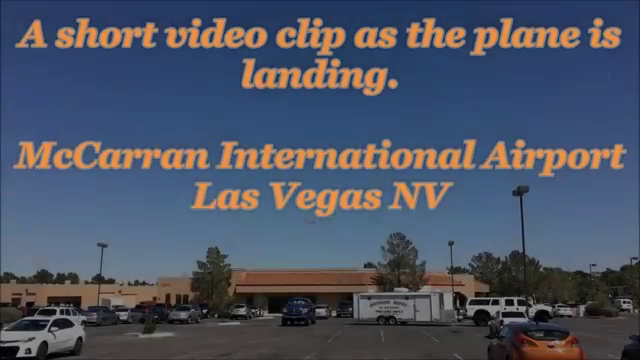 A short video clip as the plane is
landing.
McCarran International Airport
Las Vegas NV